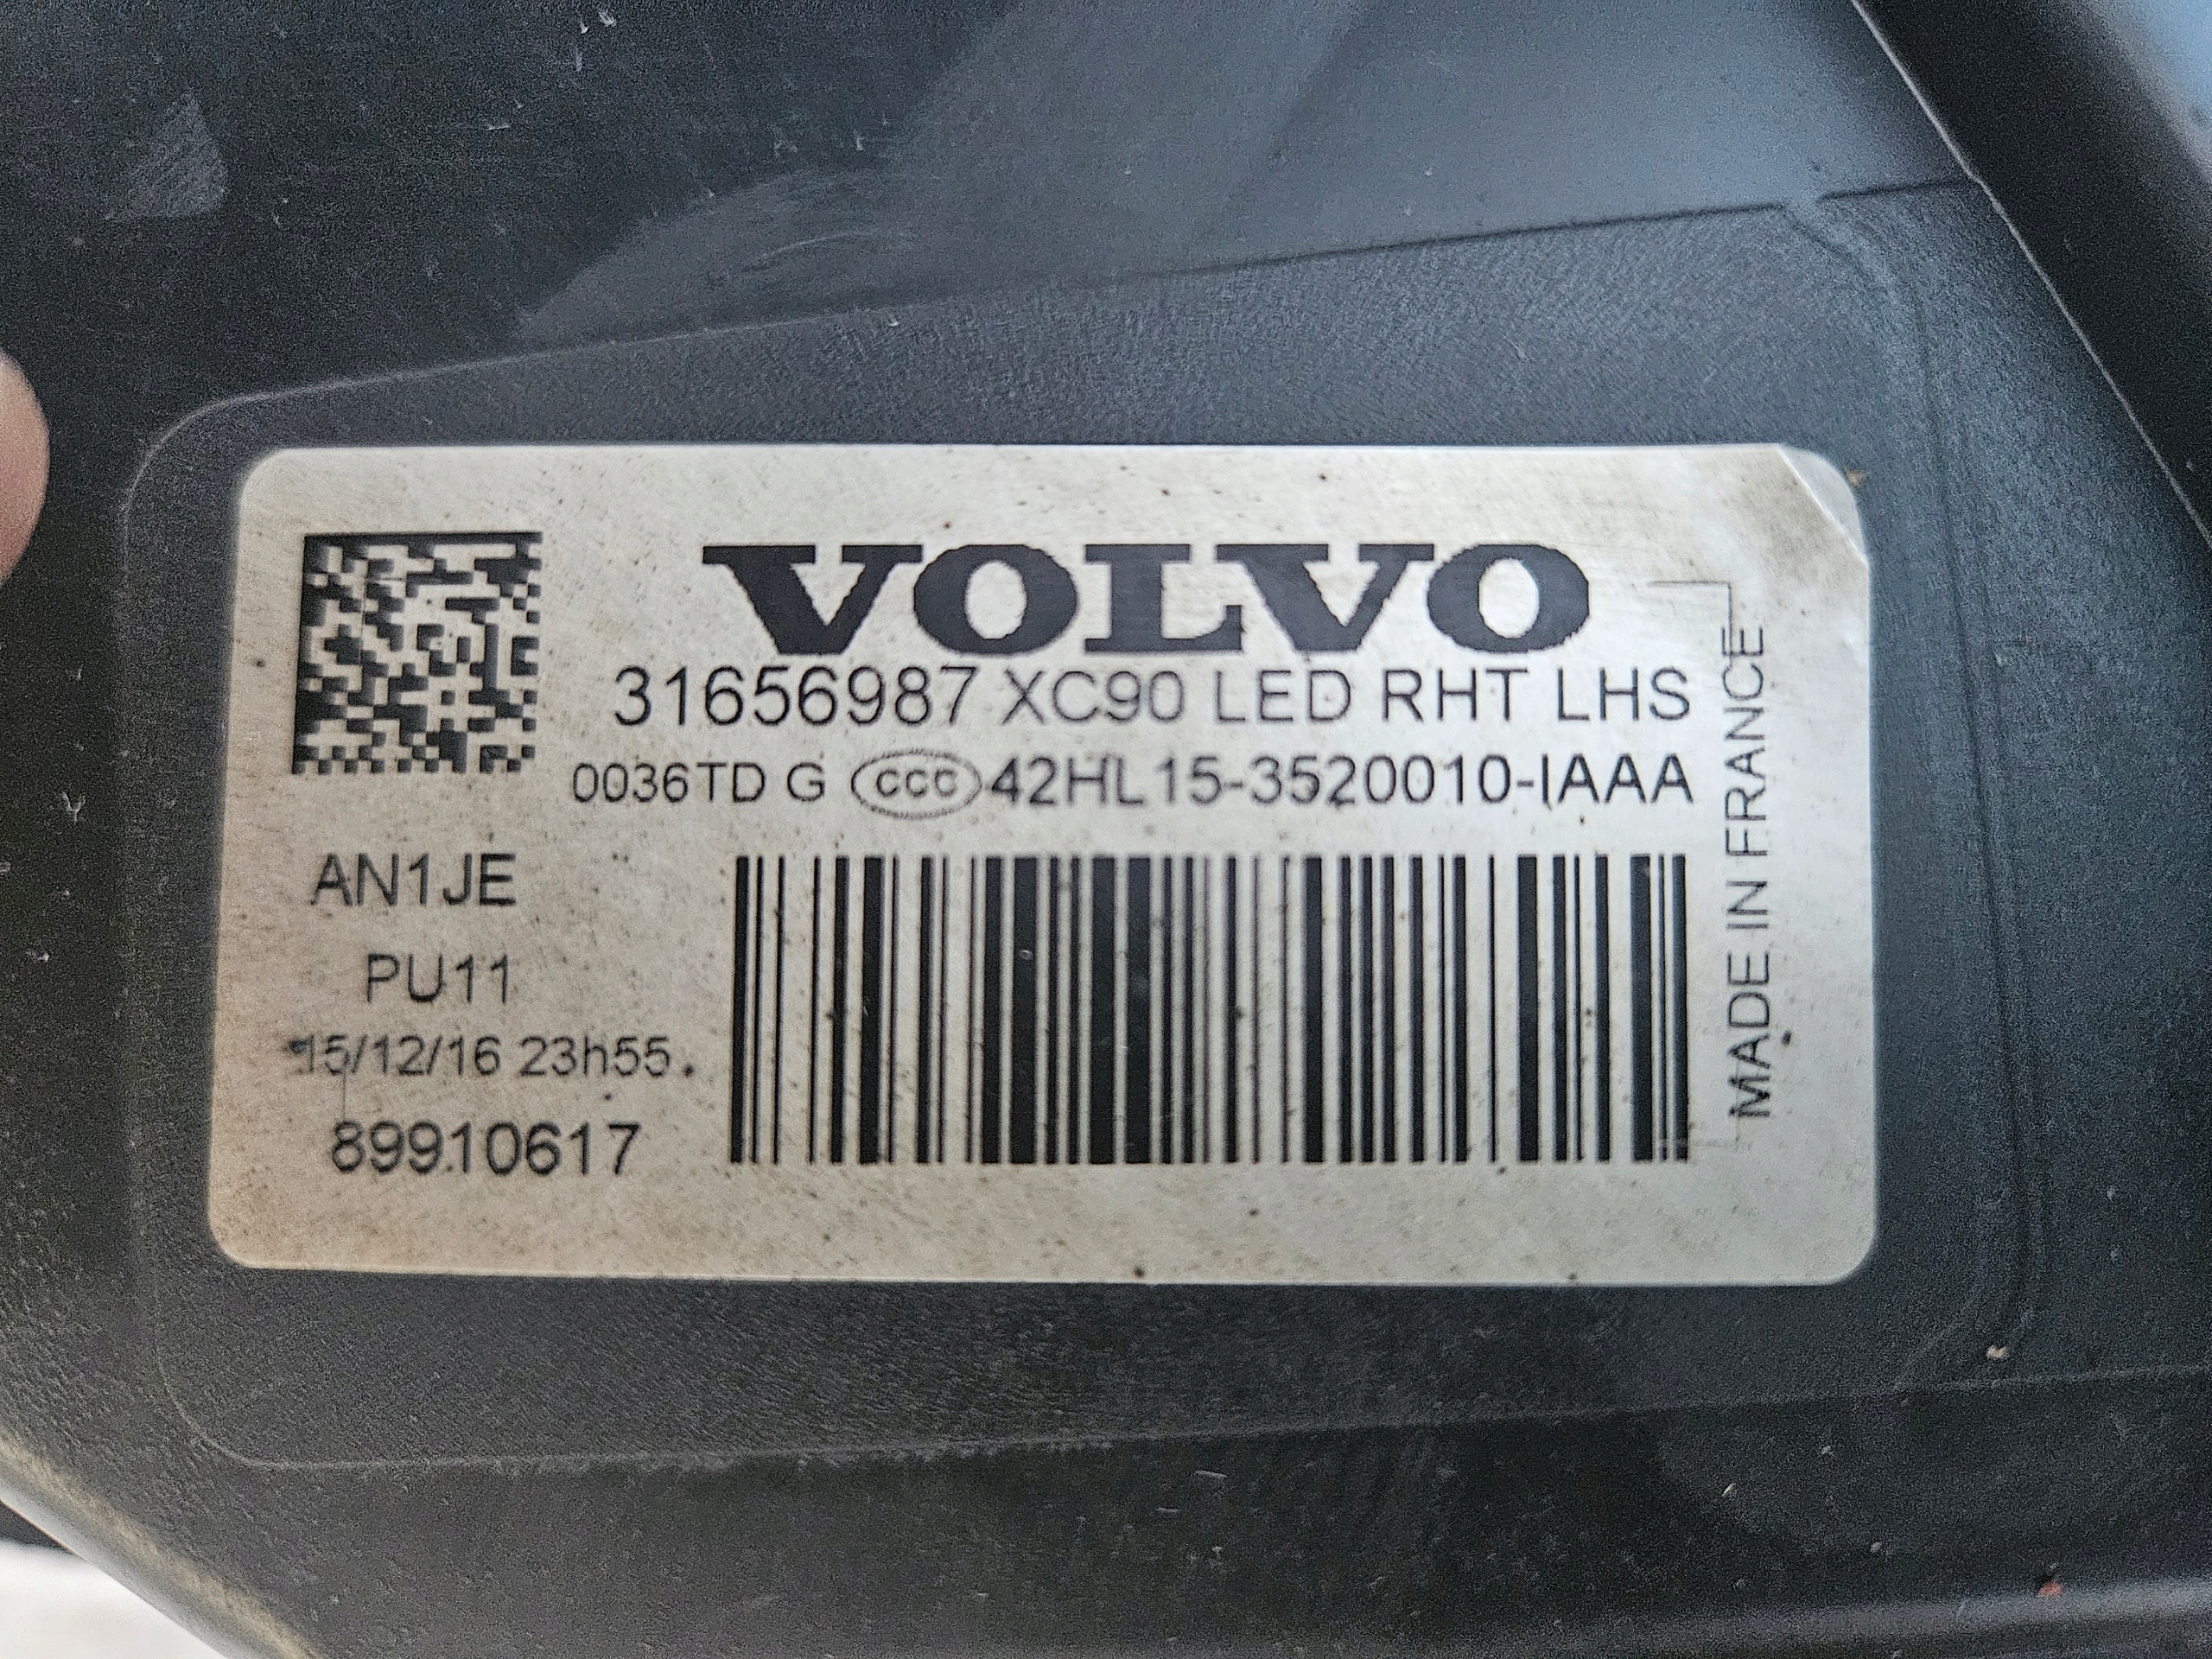 VOLVO
31656987 XC90 LED RHT LHS
0036TD G CCC 42HL15-3520010-IAAA
AN1JE
PU11
15/12/16 23h55
89910617
MADE IN FRANCE